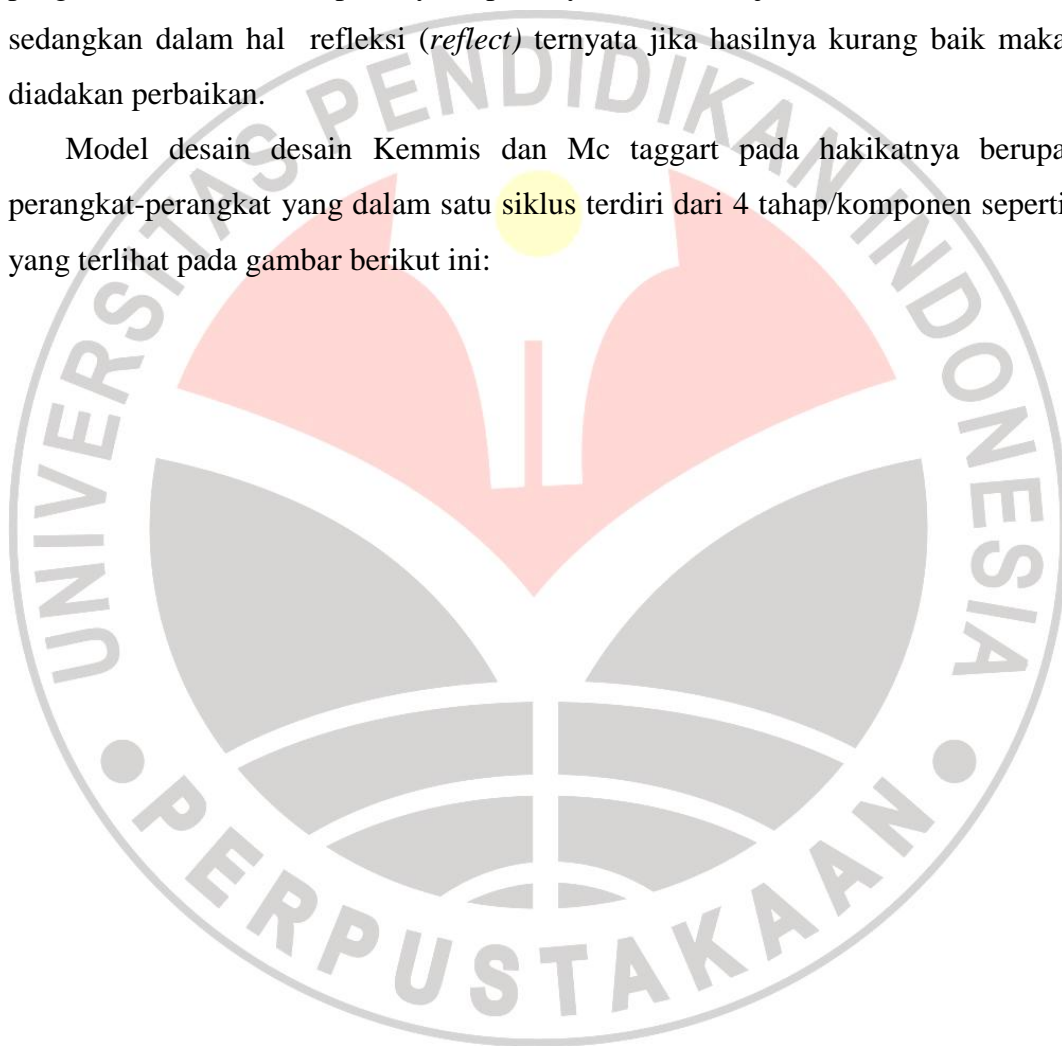 sedangkan dalam hal refleksi (reflect) ternyata jika hasilnya kurang baik maka
diadakan perbaikan.
Model desain desain Kemmis dan Mc taggart pada hakikatnya berupa
perangkat-perangkat yang dalam satu siklus terdiri dari 4 tahap/komponen seperti
yang terlihat pada gambar berikut ini:
UNIVERSITAS PENDIDIKAN INDONESIA
PERPUSTAKAAN